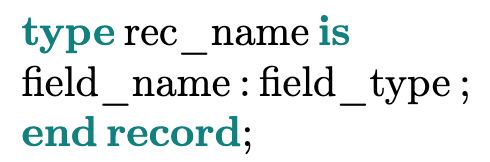 type rec_name is
field_name : field_type ;
end record;